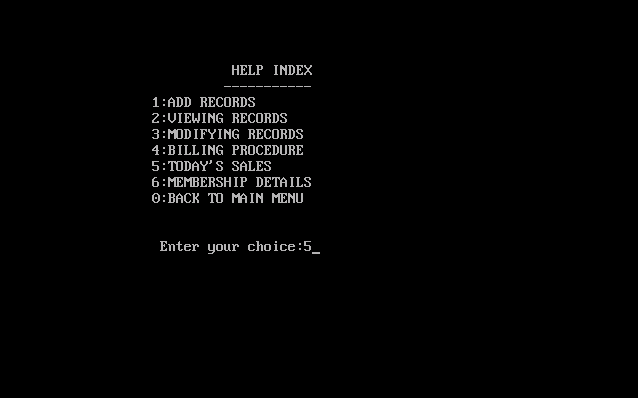 HELP INDEX
-----------
1:ADD RECORDS
2:VIEWING RECORDS
3:MODIFYING RECORDS
4:BILLING PROCEDURE
5:TODAY'S SALES
6:MEMBERSHIP DETAILS
0:BACK TO MAIN MENU
Enter your choice:5_